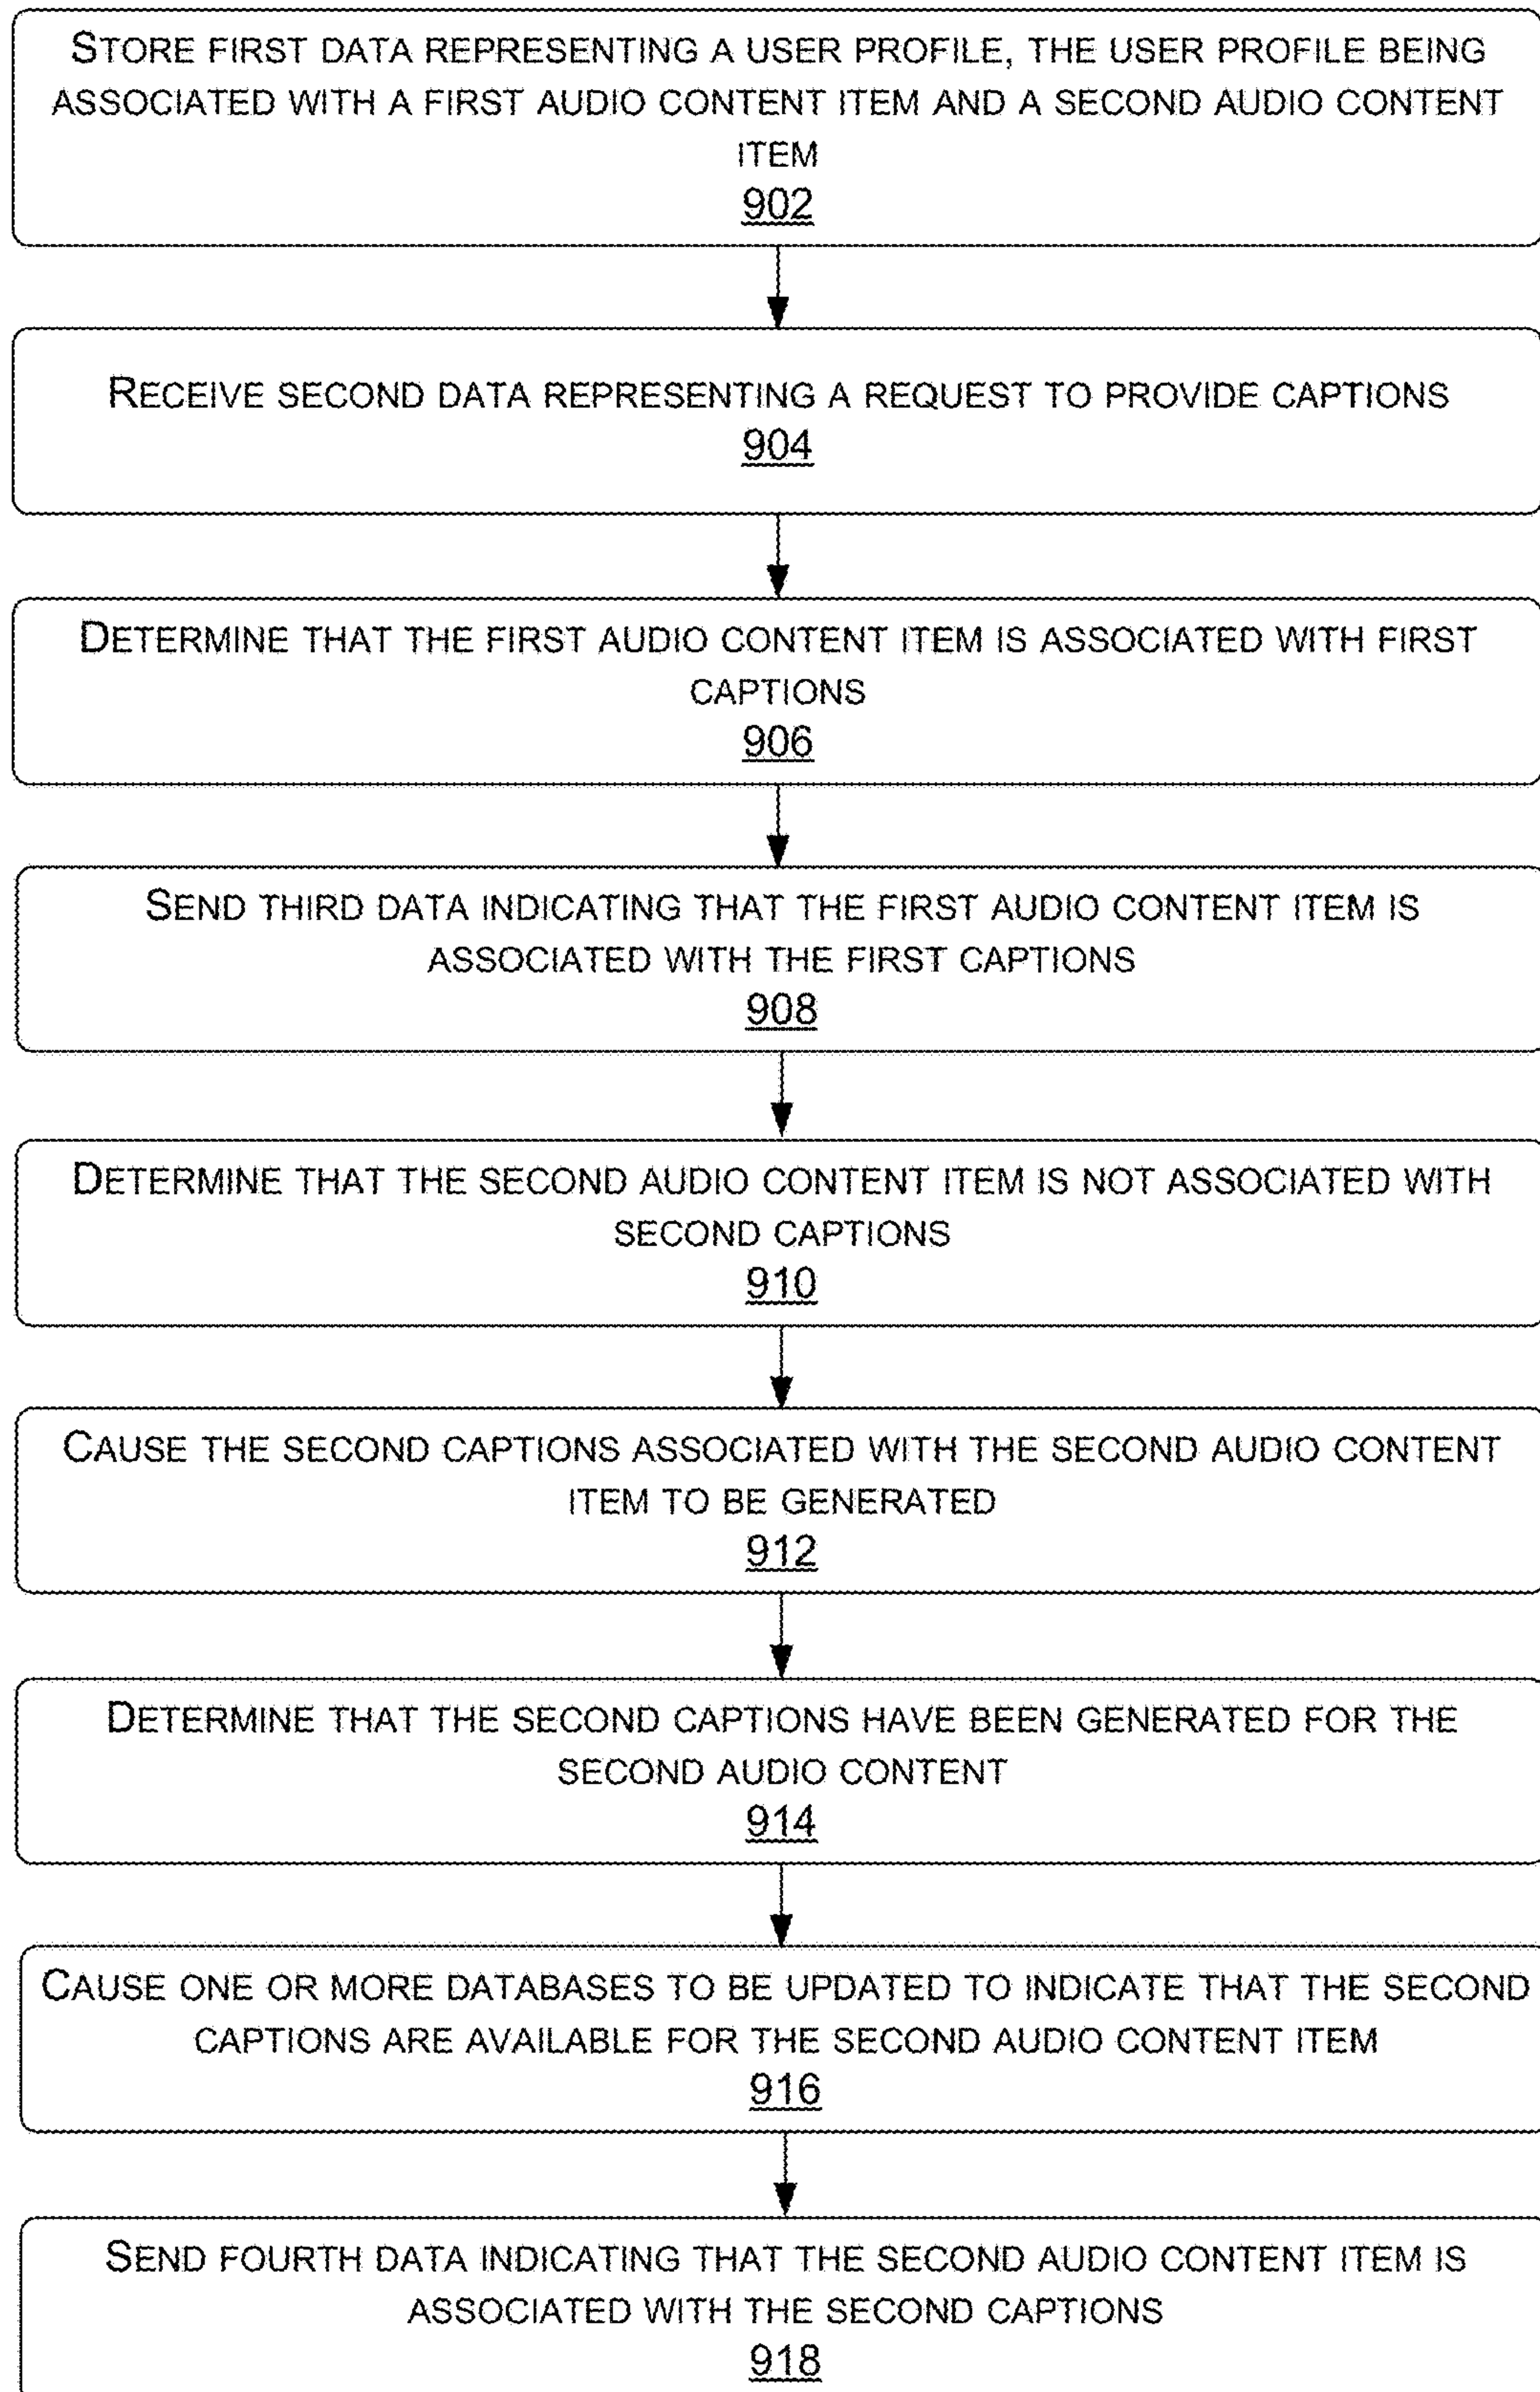 STORE FIRST DATA REPRESENTING A USER PROFILE, THE USER PROFILE BEING
ASSOCIATED WITH A FIRST AUDIO CONTENT ITEM AND A SECOND AUDIO CONTENT
ITEM
902
RECEIVE SECOND DATA REPRESENTING A REQUEST TO PROVIDE CAPTIONS
904
DETERMINE THAT THE FIRST AUDIO CONTENT ITEM IS ASSOCIATED WITH FIRST
CAPTIONS
906
SEND THIRD DATA INDICATING THAT THE FIRST AUDIO CONTENT ITEM IS
ASSOCIATED WITH THE FIRST CAPTIONS
908
DETERMINE THAT THE SECOND AUDIO CONTENT ITEM IS NOT ASSOCIATED WITH
SECOND CAPTIONS
910
CAUSE THE SECOND CAPTIONS ASSOCIATED WITH THE SECOND AUDIO CONTENT
ITEM TO BE GENERATED
912
DETERMINE THAT THE SECOND CAPTIONS HAVE BEEN GENERATED FOR THE
SECOND AUDIO CONTENT
914
CAUSE ONE OR MORE DATABASES TO BE UPDATED TO INDICATE THAT THE SECOND
CAPTIONS ARE AVAILABLE FOR THE SECOND AUDIO CONTENT ITEM
916
SEND FOURTH DATA INDICATING THAT THE SECOND AUDIO CONTENT ITEM IS
ASSOCIATED WITH THE SECOND CAPTIONS
918